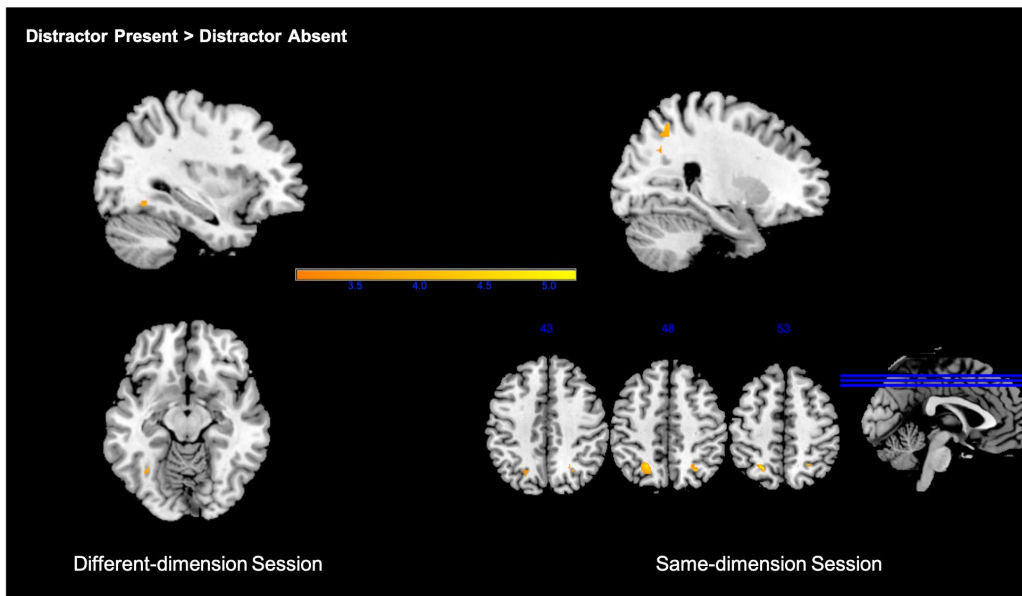 Distractor Present > Distractor Absent
3.5 4.0 4.5 5.0
43 48 53
Different-dimension Session
Same-dimension Session